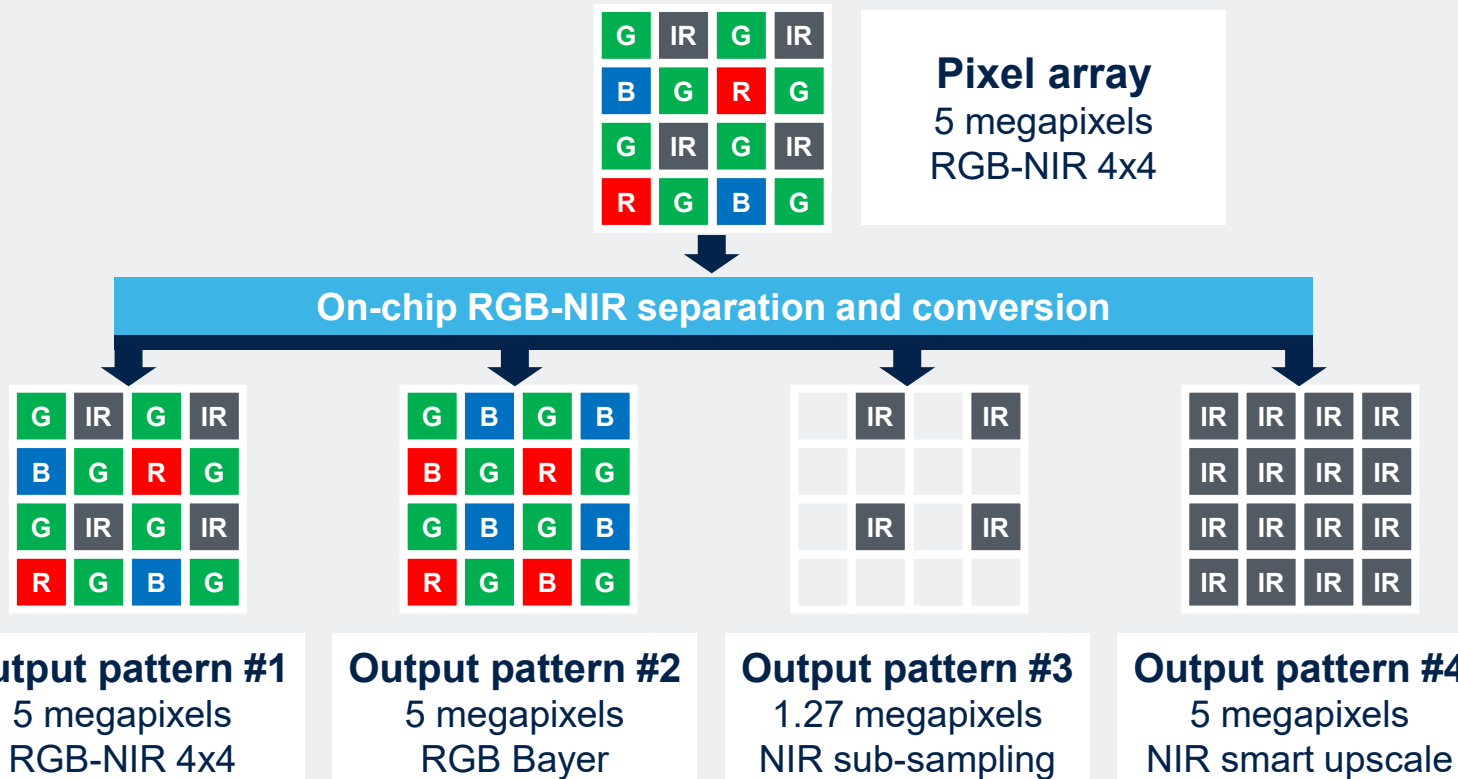 G IR G IR
B G R G
G IR G IR
R G B G
Pixel array
5 megapixels
RGB-NIR 4x4
On-chip RGB-NIR separation and conversion
G IR G IR
B G R G
G IR G IR
R G B G
G B G B
B G R G
G B G B
R G B G
IR IR
IR IR
IR IR IR IR
IR IR IR IR
IR IR IR IR
IR IR IR IR
utput pattern #1
5 megapixels
RGB-NIR 4x4
Output pattern #2
5 megapixels
RGB Bayer
Output pattern #3
1.27 megapixels
NIR sub-sampling
Output pattern #4
5 megapixels
NIR smart upscale